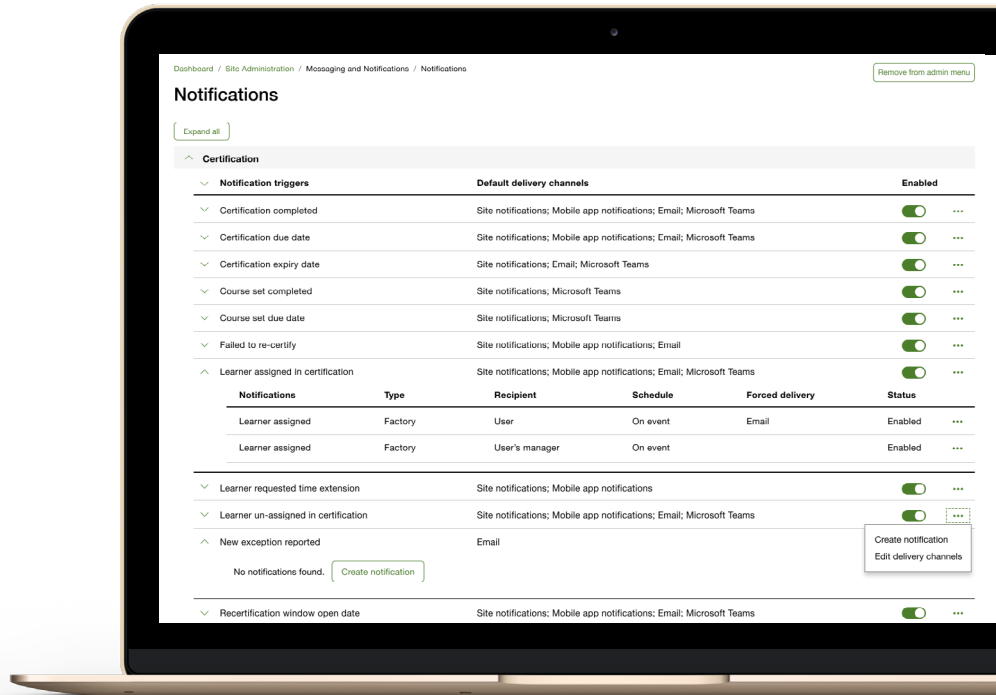 Dashboard / Site Administration / Messaging and Notifications / Notifications
Remove from admin menu
Notifications
Expand all
Certification
Notification triggers Default delivery channels Enabled
Certification completed Site notifications; Mobile app notifications; Email; Microsoft Teams
Certification due date Site notifications; Mobile app notifications; Email; Microsoft Teams
Certification expiry date Site notifications; Email; Microsoft Teams
Course set completed Site notifications; Microsoft Teams
Course set due date Site notifications; Microsoft Teams
Failed to re-certify Site notifications; Mobile app notifications; Email
Learner assigned in certification Site notifications; Mobile app notifications; Email; Microsoft Teams
Notifications Type Recipient Schedule Forced delivery Status
Learner assigned Factory User On event Email Enabled
Learner assigned Factory User's manager On event Enabled
Learner requested time extension Site notifications; Mobile app notifications
Learner un-assigned in certification Site notifications; Mobile app notifications; Email; Microsoft Teams
New exception reported Email
Create notification
Edit delivery channels
No notifications found. Create notification
Recertification window open date Site notifications; Mobile app notifications; Email; Microsoft Teams